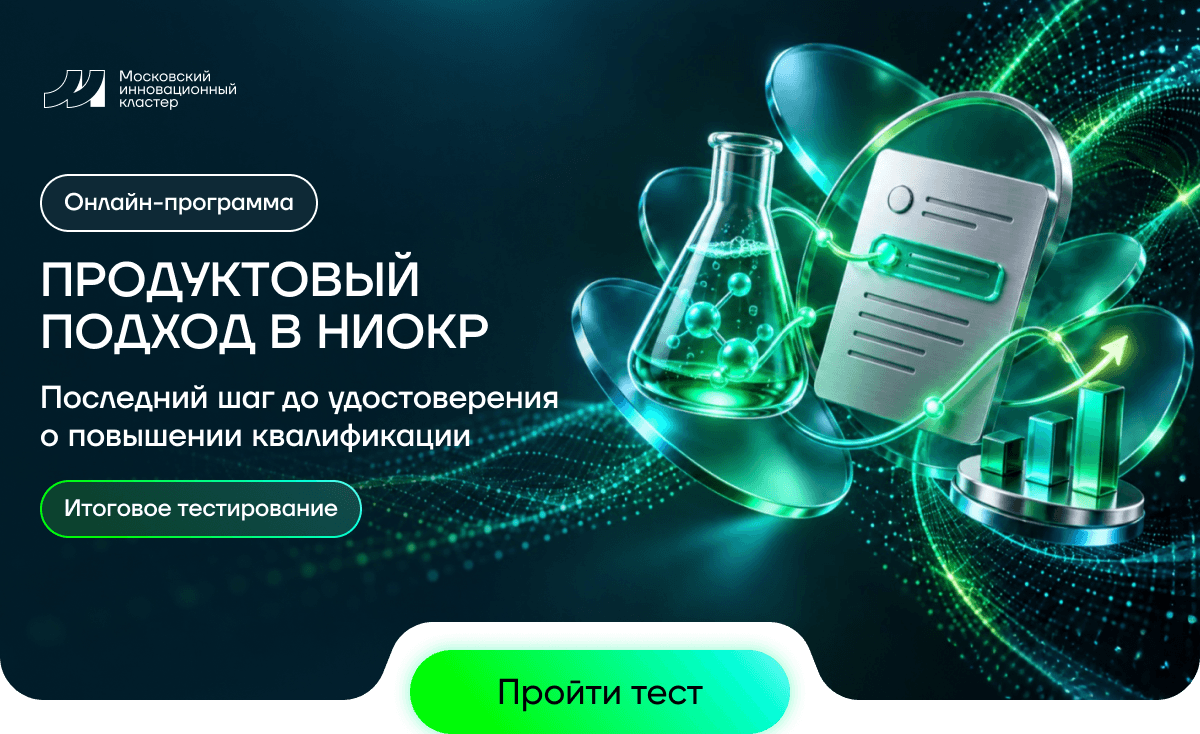 Московский
инновационный
кластер
Онлайн-программа
ПРОДУКТОВЫЙ
ПОДХОД В НИОКР
Последний шаг до удостоверения
о повышении квалификации
Итоговое тестирование
Пройти тест